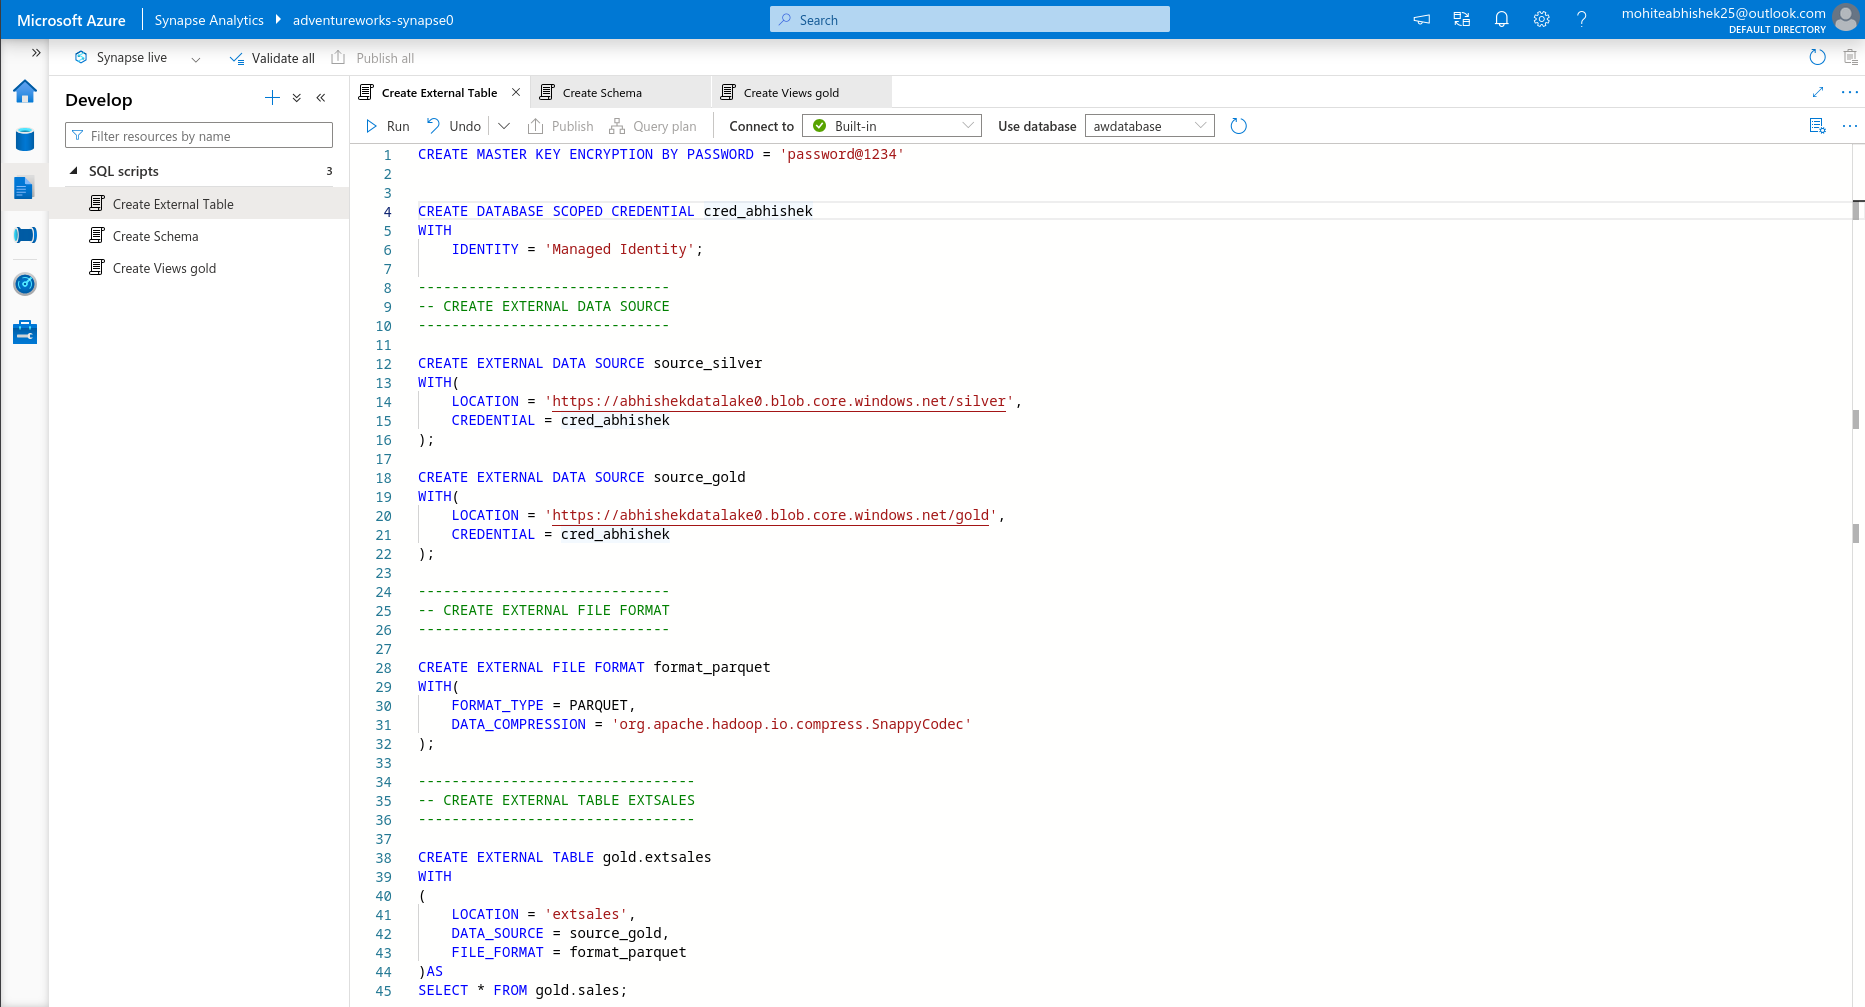 Microsoft Azure
Synapse Analytics
adventureworks-synapse0
Search
mohiteabhishek25@outlook.com
DEFAULT DIRECTORY
Synapse live
Validate all
Publish all
Develop
Filter resources by name
SQL scripts
3
Create External Table
Create Schema
Create Views gold
Create External Table
Create Schema
Create Views gold
Run
Undo
Publish
Query plan
Connect to
Built-in
Use database
awdatabase
1 CREATE MASTER KEY ENCRYPTION BY PASSWORD = 'password@1234'
2
3
4 CREATE DATABASE SCOPED CREDENTIAL cred_abhishek
5 WITH
6     IDENTITY = 'Managed Identity';
7
8 ------------------------------
9 -- CREATE EXTERNAL DATA SOURCE
10 ------------------------------
11
12 CREATE EXTERNAL DATA SOURCE source_silver
13 WITH(
14     LOCATION = 'https://abhishekdatalake0.blob.core.windows.net/silver',
15     CREDENTIAL = cred_abhishek
16 );
17
18 CREATE EXTERNAL DATA SOURCE source_gold
19 WITH(
20     LOCATION = 'https://abhishekdatalake0.blob.core.windows.net/gold',
21     CREDENTIAL = cred_abhishek
22 );
23
24 ------------------------------
25 -- CREATE EXTERNAL FILE FORMAT
26 ------------------------------
27
28 CREATE EXTERNAL FILE FORMAT format_parquet
29 WITH(
30     FORMAT_TYPE = PARQUET,
31     DATA_COMPRESSION = 'org.apache.hadoop.io.compress.SnappyCodec'
32 );
33
34 ---------------------------------
35 -- CREATE EXTERNAL TABLE EXTSALES
36 ---------------------------------
37
38 CREATE EXTERNAL TABLE gold.extsales
39 WITH
40 (
41     LOCATION = 'extsales',
42     DATA_SOURCE = source_gold,
43     FILE_FORMAT = format_parquet
44 )AS
45 SELECT * FROM gold.sales;